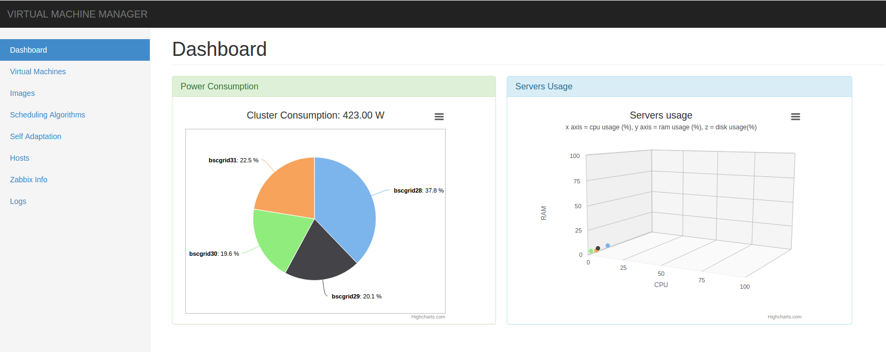 VIRTUAL MACHINE MANAGER
Dashboard
Virtual Machines
Images
Scheduling Algorithms
Self Adaptation
Hosts
Zabbix Info
Logs
Dashboard
Power Consumption
Cluster Consumption: 423.00 W
bscgrid31: 22.5 %
bscgrid28: 37.8 %
bscgrid30: 19.6 %
bscgrid29: 20.1 %
Highcharts.com
Servers Usage
Servers usage
x axis = cpu usage (%), y axis = ram usage (%), z = disk usage(%)
RAM
100
75
50
25
0
0
25
50
75
100
CPU
Highcharts.com